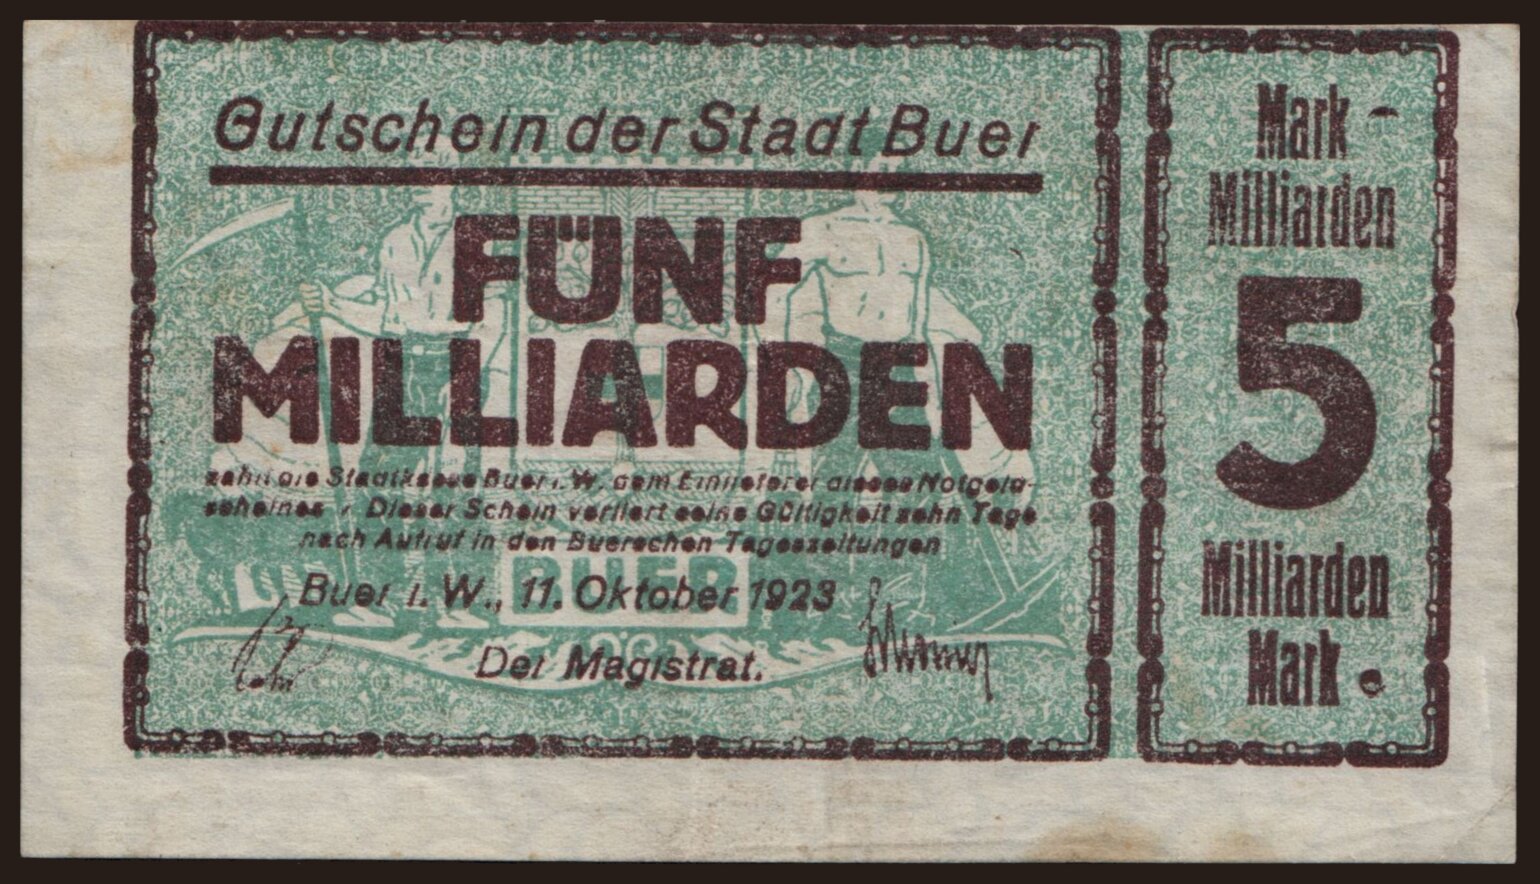 Gutschein der Stadt Buer
FÜNF
MILLIARDEN
zahlt die Stadtkasse Buer i. W. dem Einlieferer dieses Notgeld-
scheines. Dieser Schein verliert seine Gültigkeit zehn Tage
nach Aufruf in den Buerschen Tageszeitungen
BUER
Buer i. W., 11. Oktober 1923
Der Magistrat.
Mark
Milliarden
5
Milliarden
Mark